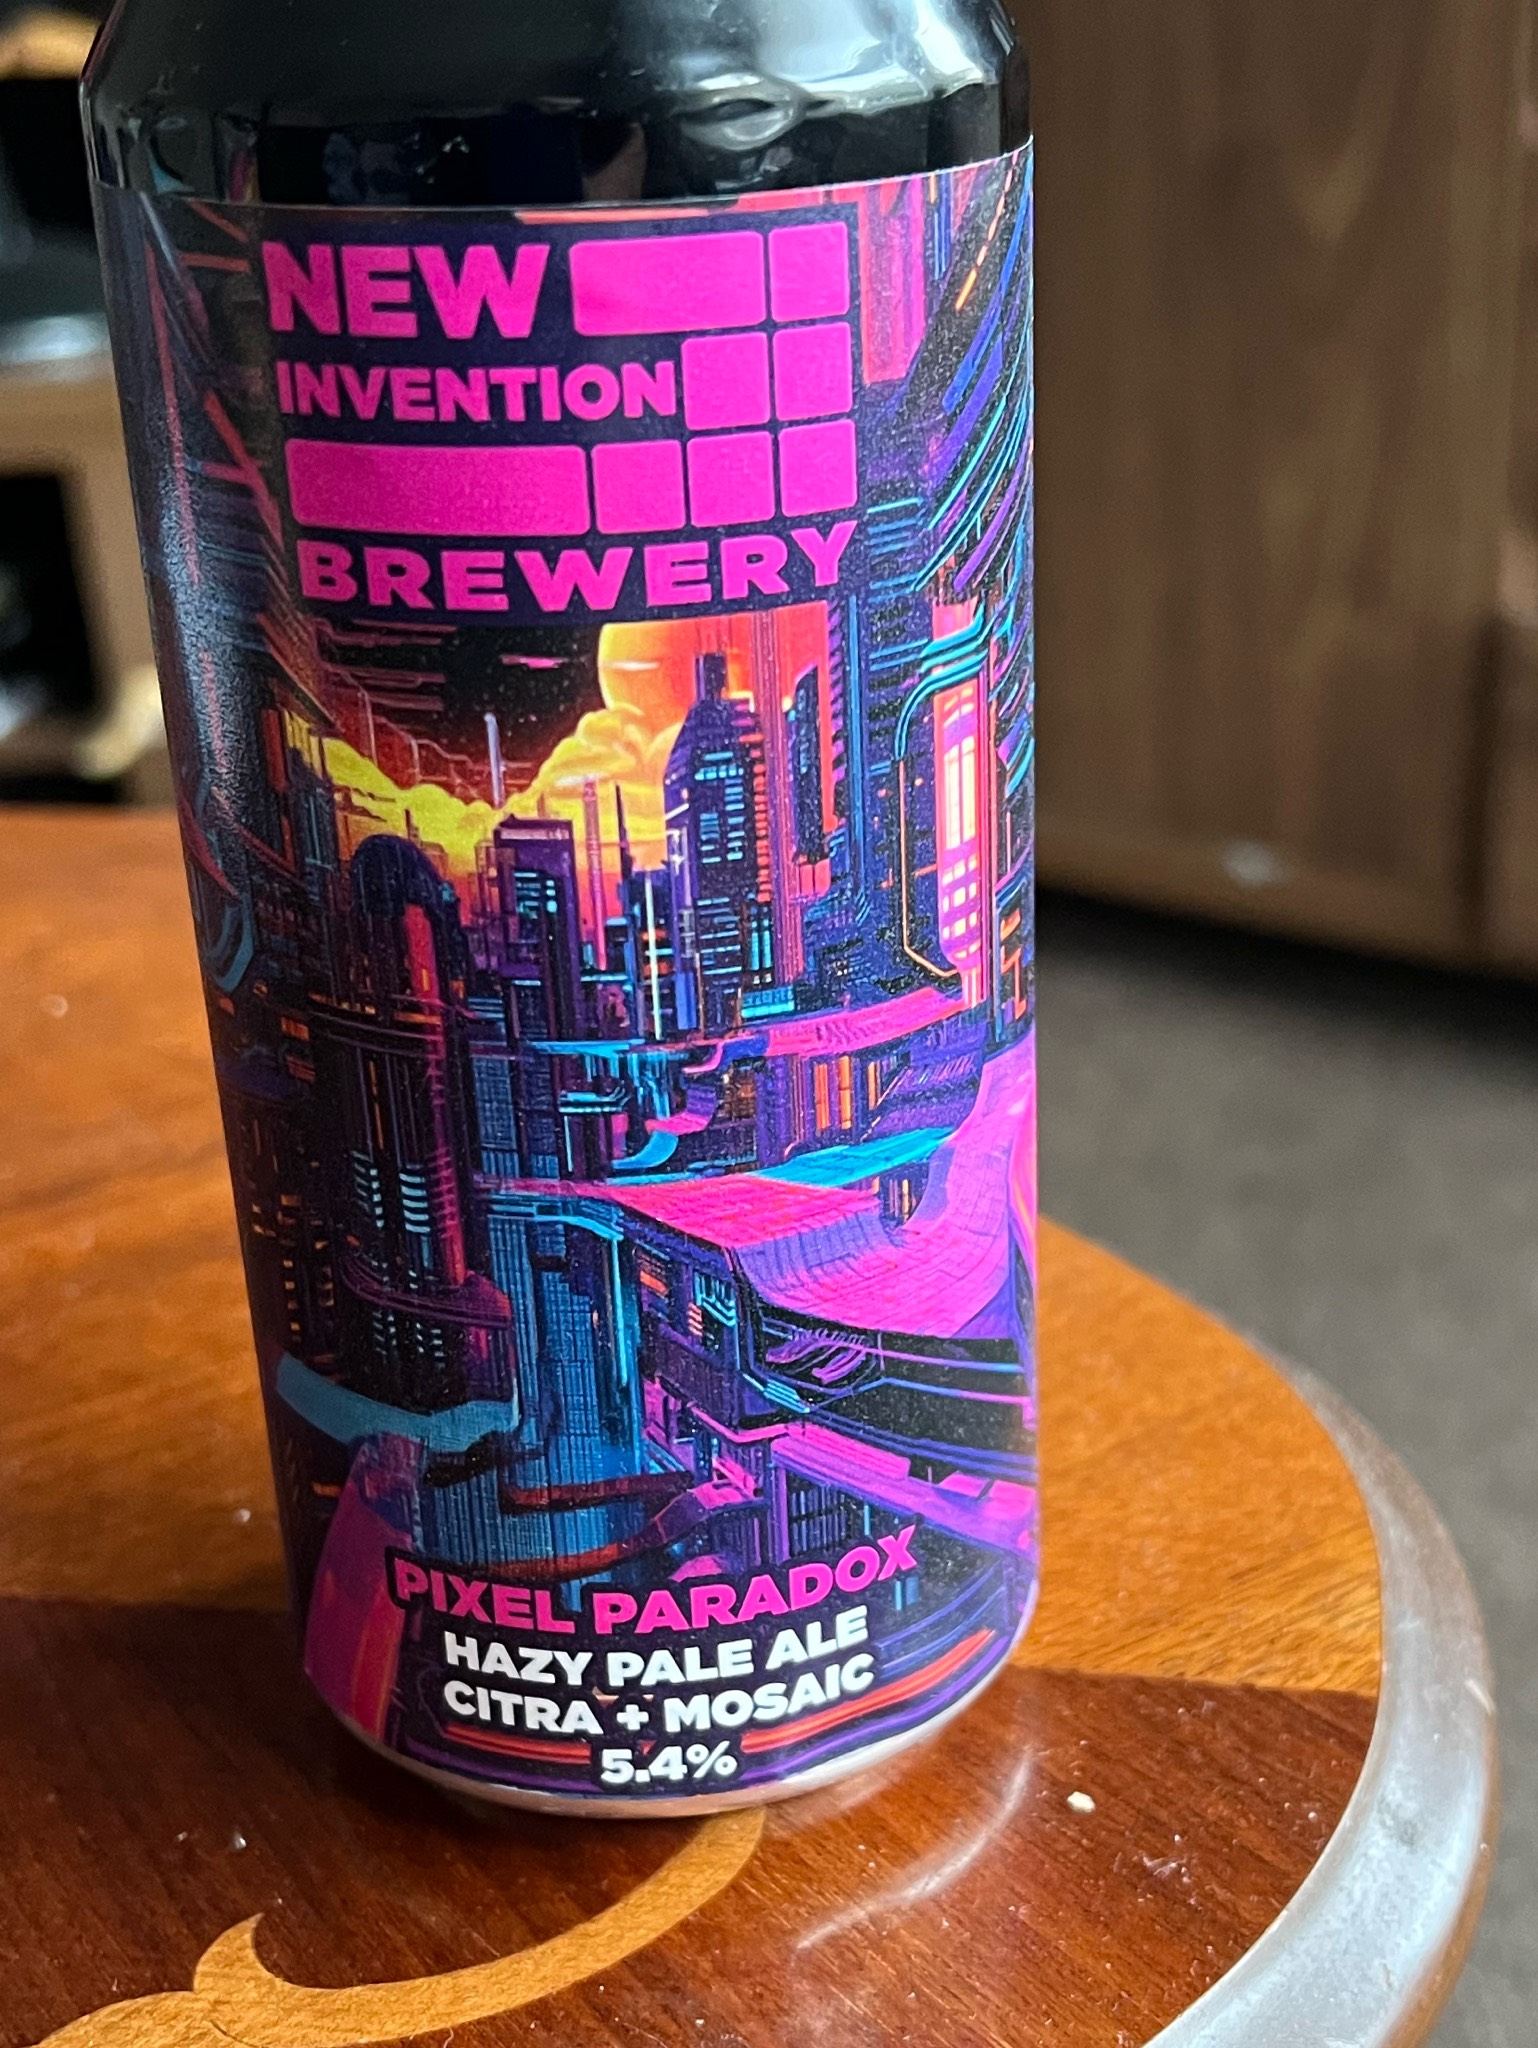 NEW
INVENTION
BREWERY
PIXEL PARADOX
HAZY PALE ALE
CITRA + MOSAIC
5.4%